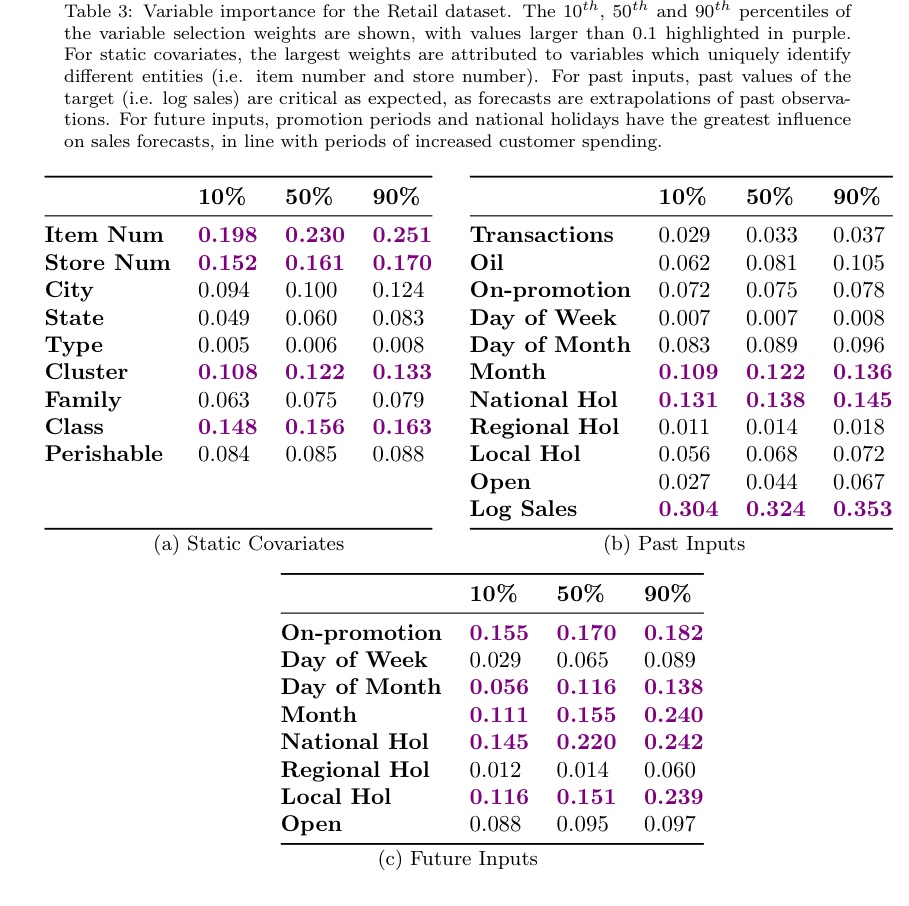 Table 3: Variable importance for the Retail dataset. The 10th, 50th and 90th percentiles of
the variable selection weights are shown, with values larger than 0.1 highlighted in purple.
For static covariates, the largest weights are attributed to variables which uniquely identify
different entities (i.e. item number and store number). For past inputs, past values of the
target (i.e. log sales) are critical as expected, as forecasts are extrapolations of past observa-
tions. For future inputs, promotion periods and national holidays have the greatest influence
on sales forecasts, in line with periods of increased customer spending.
10% 50% 90%
Item Num 0.198 0.230 0.251
Store Num 0.152 0.161 0.170
City 0.094 0.100 0.124
State 0.049 0.060 0.083
Type 0.005 0.006 0.008
Cluster 0.108 0.122 0.133
Family 0.063 0.075 0.079
Class 0.148 0.156 0.163
Perishable 0.084 0.085 0.088
(a) Static Covariates
10% 50% 90%
Transactions 0.029 0.033 0.037
Oil 0.062 0.081 0.105
On-promotion 0.072 0.075 0.078
Day of Week 0.007 0.007 0.008
Day of Month 0.083 0.089 0.096
Month 0.109 0.122 0.136
National Hol 0.131 0.138 0.145
Regional Hol 0.011 0.014 0.018
Local Hol 0.056 0.068 0.072
Open 0.027 0.044 0.067
Log Sales 0.304 0.324 0.353
(b) Past Inputs
10% 50% 90%
On-promotion 0.155 0.170 0.182
Day of Week 0.029 0.065 0.089
Day of Month 0.056 0.116 0.138
Month 0.111 0.155 0.240
National Hol 0.145 0.220 0.242
Regional Hol 0.012 0.014 0.060
Local Hol 0.116 0.151 0.239
Open 0.088 0.095 0.097
(c) Future Inputs